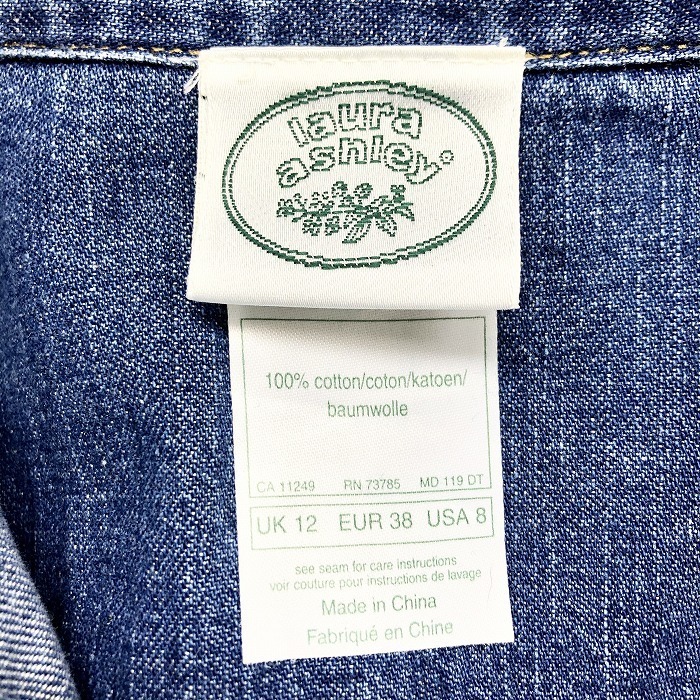 laura
ashley®
100% cotton/coton/katoen/
baumwolle
CA 11249 RN 73785 MD 119 DT
UK 12 EUR 38 USA 8
see seam for care instructions
voir couture pour instructions de lavage
Made in China
Fabriqué en Chine